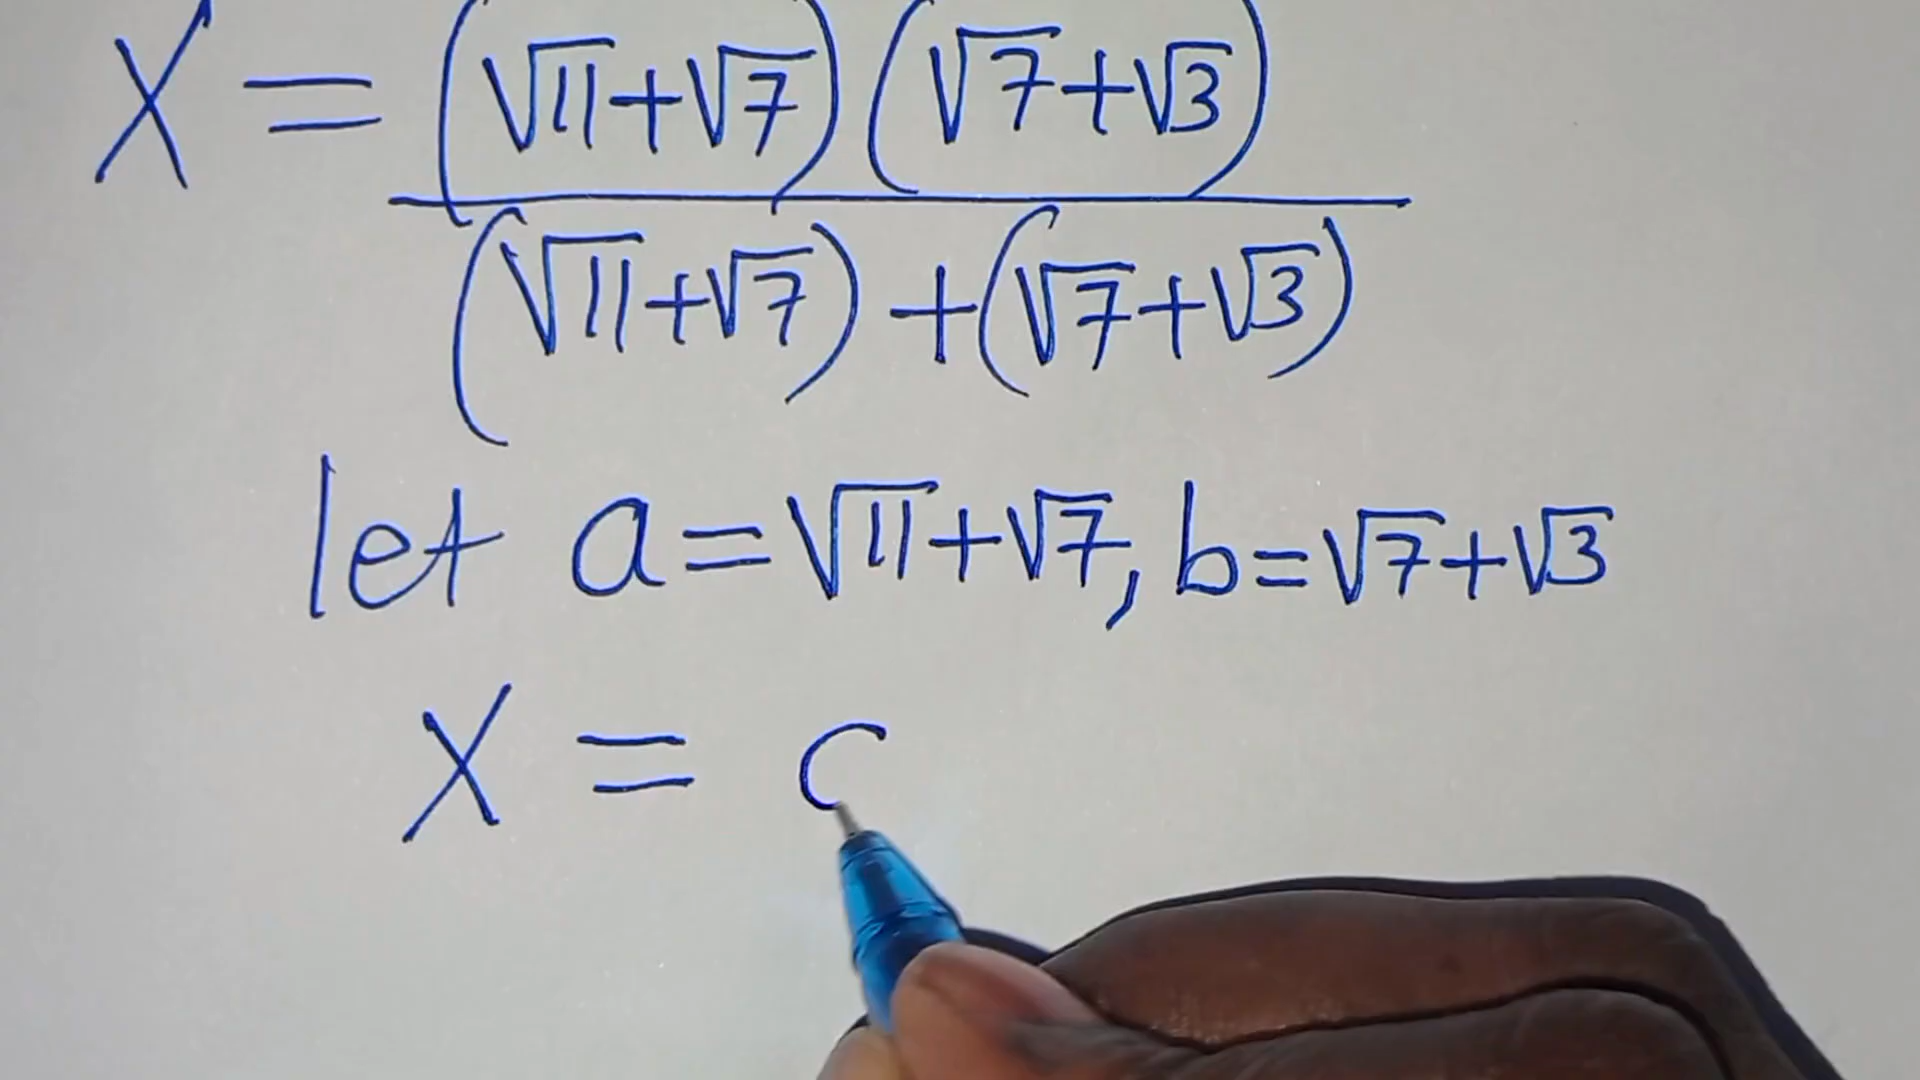 X = (√11+√7)(√7+√3)
(√11+√7) + (√7+√3)
let a=√11+√7, b=√7+√3
X = c